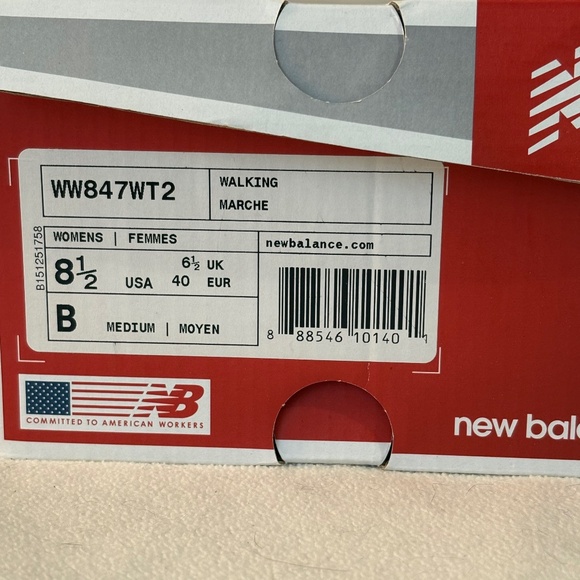 WW847WT2
WALKING
MARCHE
WOMENS | FEMMES
newbalance.com
8½ USA 6½ UK
40 EUR
B MEDIUM | MOYEN
8 88546 10140 1
B151251758
NB
COMMITTED TO AMERICAN WORKERS
new bal